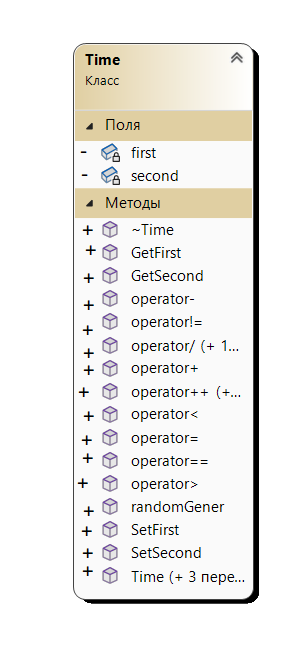 Time
Класс
Поля
- first
- second
Методы
+ ~Time
+ GetFirst
+ GetSecond
+ operator-
+ operator!=
+ operator/ (+ 1...
+ operator+
+ operator++ (+...
+ operator<
+ operator=
+ operator==
+ operator>
+ randomGener
+ SetFirst
+ SetSecond
+ Time (+ 3 пере...